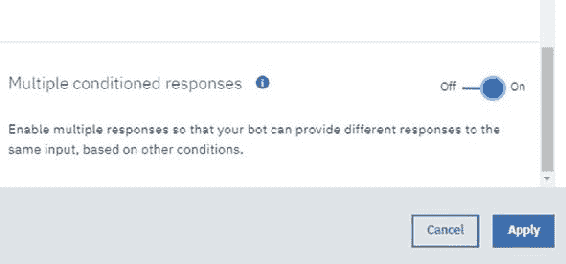 Multiple conditioned responses
Off On
Enable multiple responses so that your bot can provide different responses to the
same input, based on other conditions.
Cancel Apply